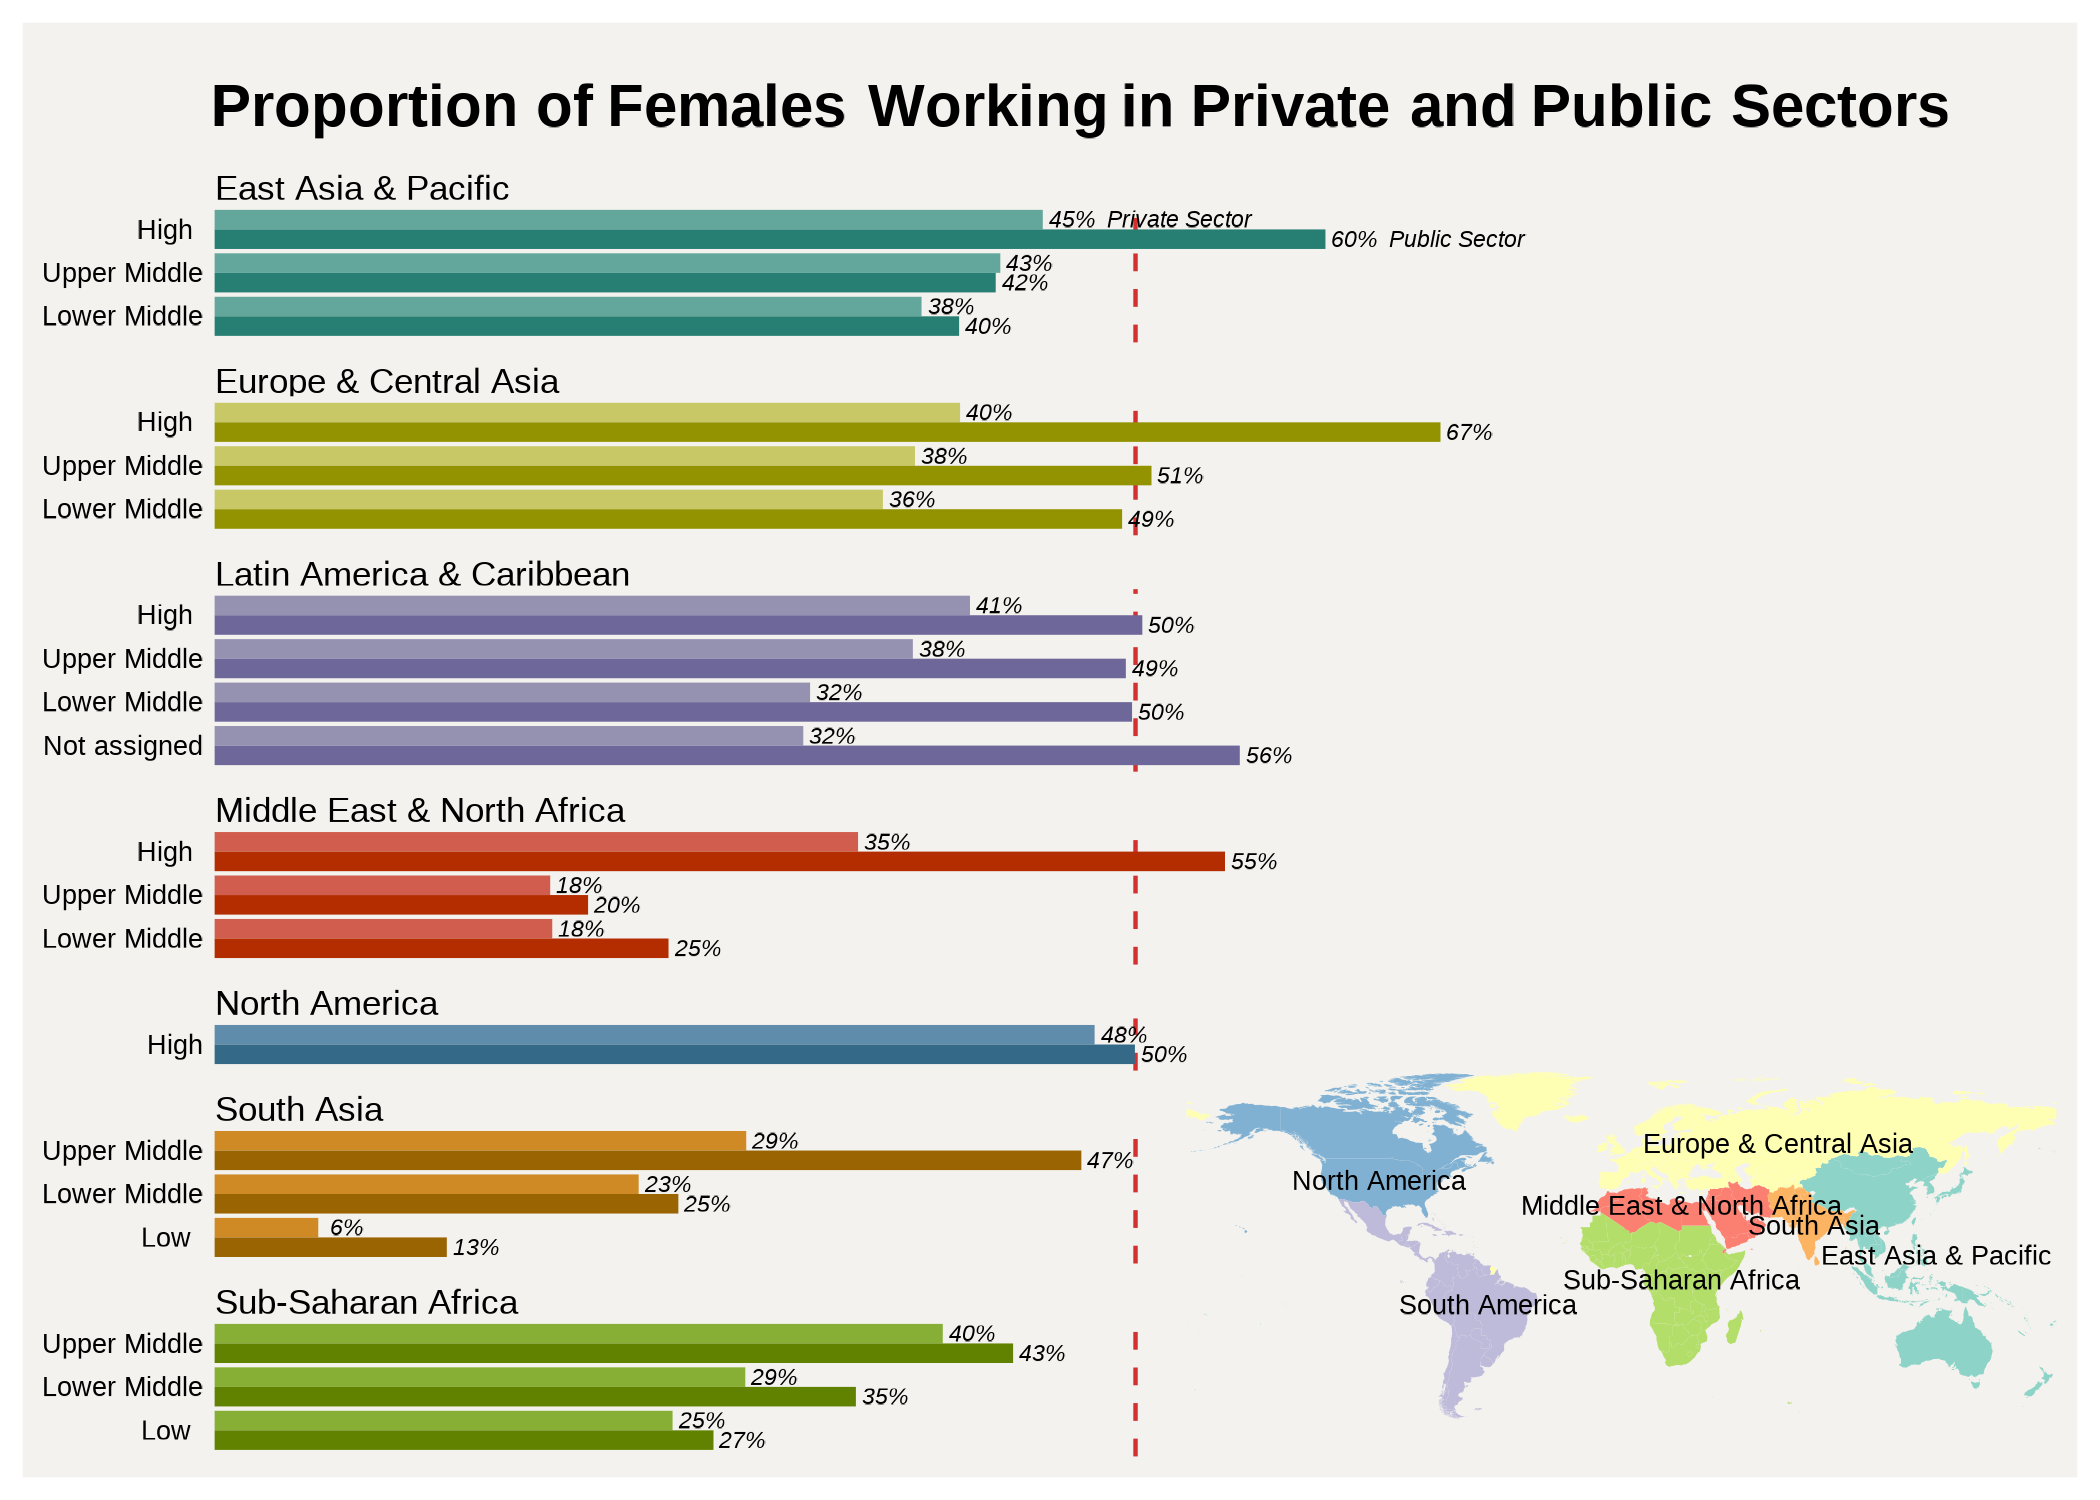 Proportion of Females Working in Private and Public Sectors
East Asia & Pacific
High 45% Private Sector
60% Public Sector
Upper Middle 43%
42%
Lower Middle 38%
40%
Europe & Central Asia
High 40%
67%
Upper Middle 38%
51%
Lower Middle 36%
49%
Latin America & Caribbean
High 41%
50%
Upper Middle 38%
49%
Lower Middle 32%
50%
Not assigned 32%
56%
Middle East & North Africa
High 35%
55%
Upper Middle 18%
20%
Lower Middle 18%
25%
North America
High 48%
50%
South Asia
Upper Middle 29%
47%
Lower Middle 23%
25%
Low 6%
13%
Sub-Saharan Africa
Upper Middle 40%
43%
Lower Middle 29%
35%
Low 25%
27%
Europe & Central Asia
North America
Middle East & North Africa
South Asia
East Asia & Pacific
Sub-Saharan Africa
South America